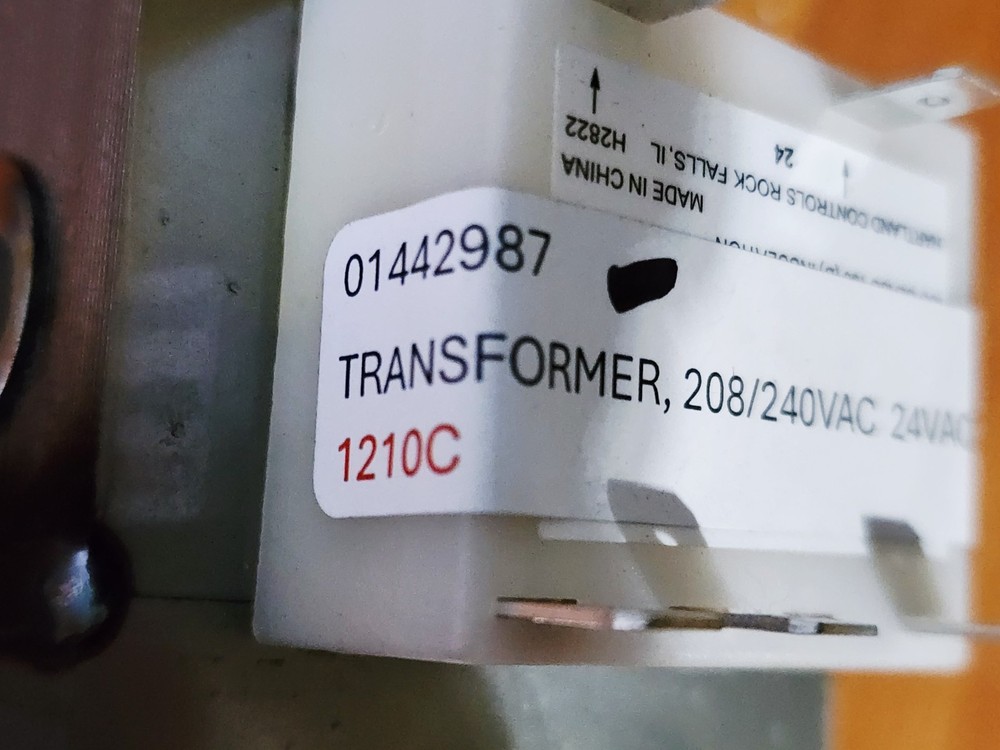 01442987
TRANSFORMER, 208/240VAC 24VAC
1210C
24
HARTLAND CONTROLS ROCK FALLS, IL H2822
MADE IN CHINA